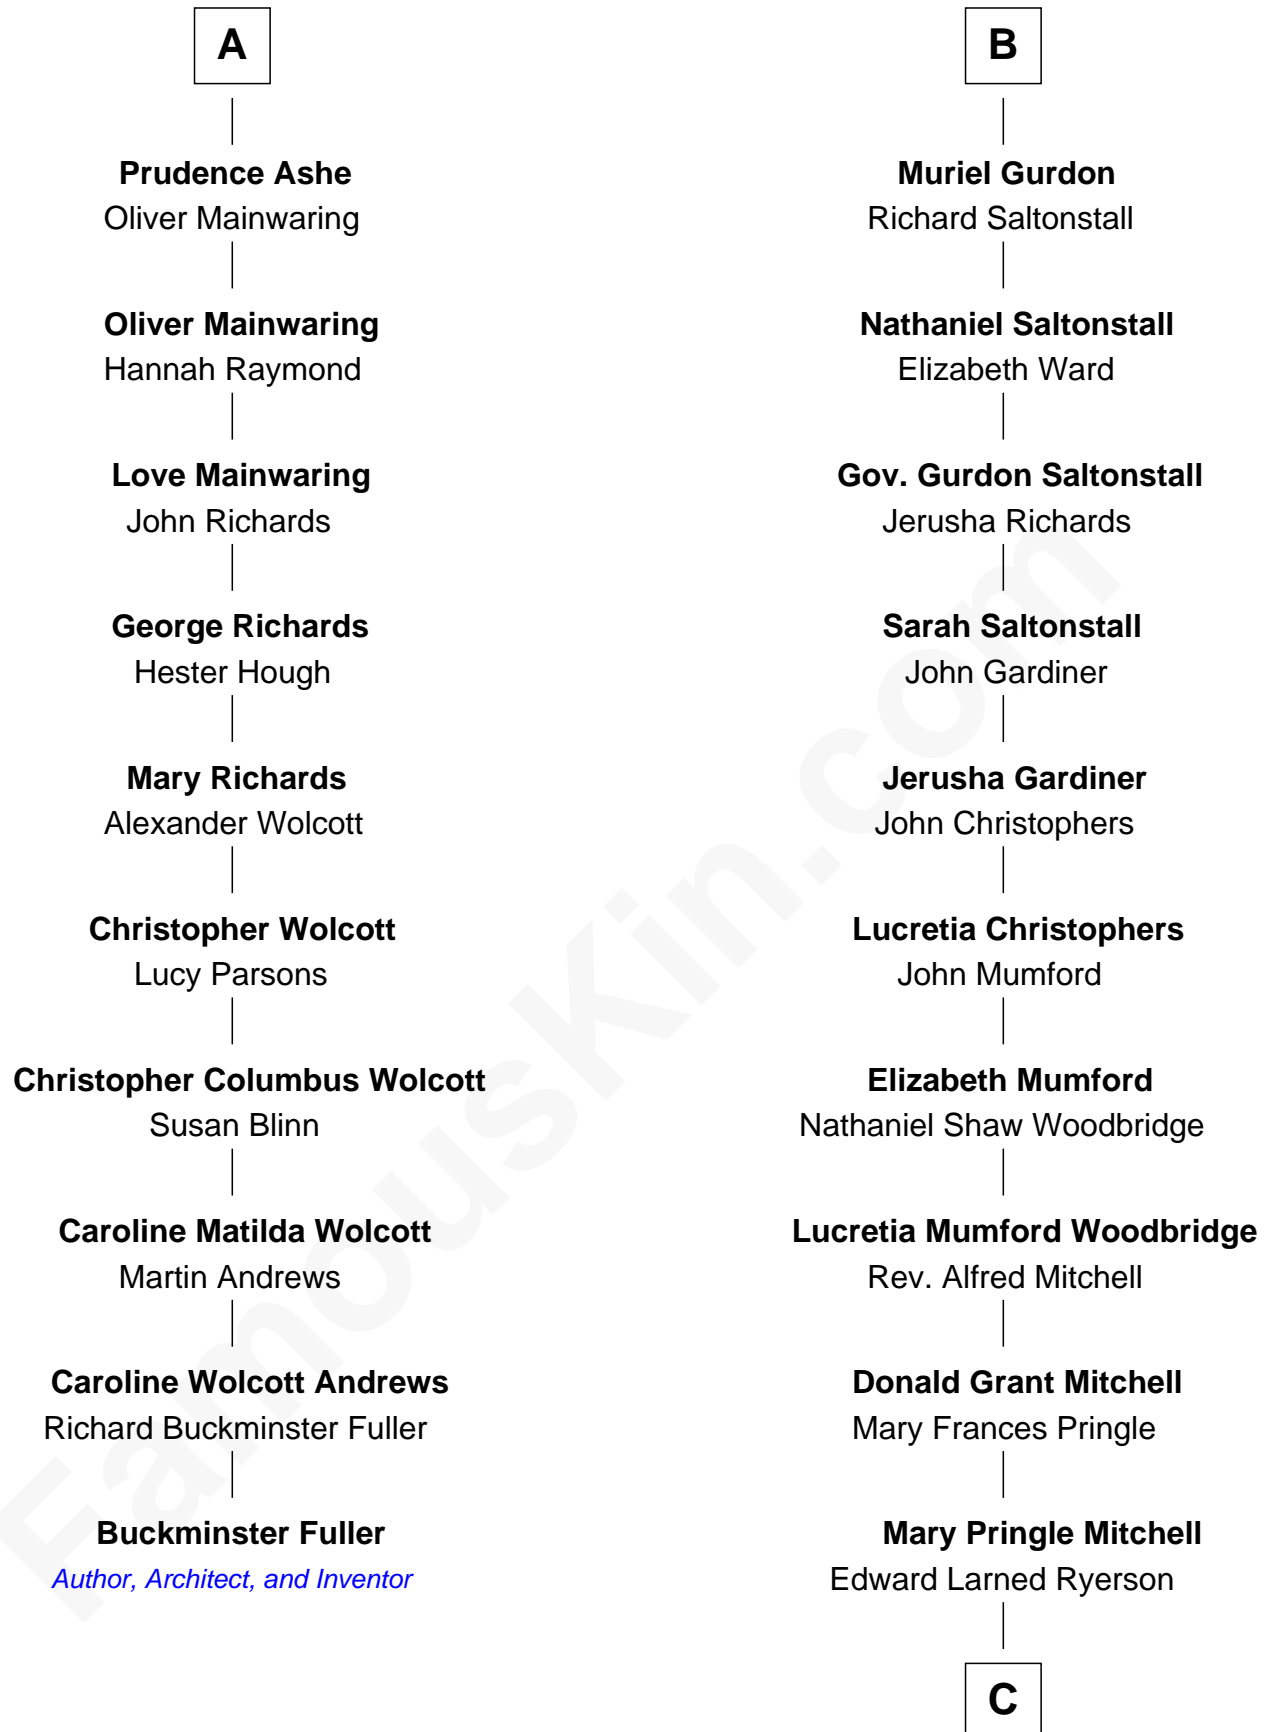 A
Prudence Ashe
Oliver Mainwaring
Oliver Mainwaring
Hannah Raymond
Love Mainwaring
John Richards
George Richards
Hester Hough
Mary Richards
Alexander Wolcott
Christopher Wolcott
Lucy Parsons
Christopher Columbus Wolcott
Susan Blinn
Caroline Matilda Wolcott
Martin Andrews
Caroline Wolcott Andrews
Richard Buckminster Fuller
Buckminster Fuller
Author, Architect, and Inventor
B
Muriel Gurdon
Richard Saltonstall
Nathaniel Saltonstall
Elizabeth Ward
Gov. Gurdon Saltonstall
Jerusha Richards
Sarah Saltonstall
John Gardiner
Jerusha Gardiner
John Christophers
Lucretia Christophers
John Mumford
Elizabeth Mumford
Nathaniel Shaw Woodbridge
Lucretia Mumford Woodbridge
Rev. Alfred Mitchell
Donald Grant Mitchell
Mary Frances Pringle
Mary Pringle Mitchell
Edward Larned Ryerson
C
FamousKin.com